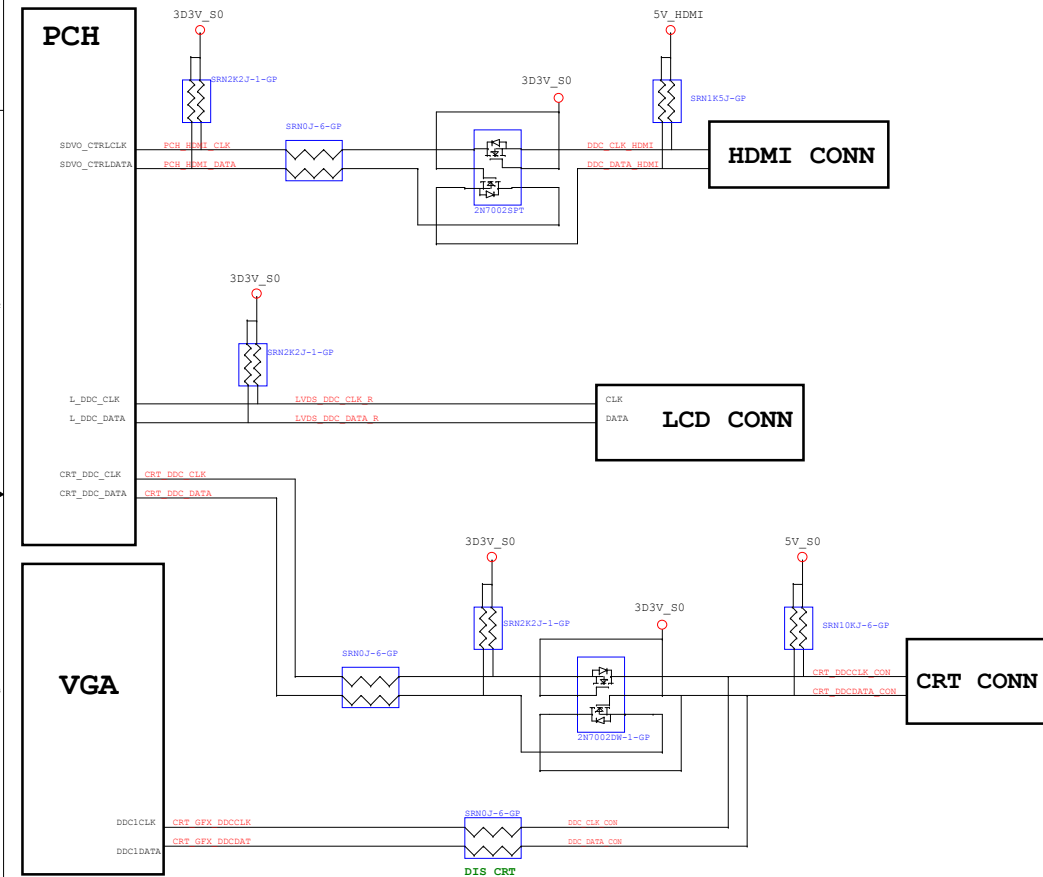 3D3V_S0
5V_HDMI
PCH
SRN2K2J-1-GP
3D3V_S0
SRN1K5J-GP
SRN0J-6-GP
SDVO_CTRLCLK
PCH_HDMI_CLK
DDC_CLK_HDMI
SDVO_CTRLDATA
PCH_HDMI_DATA
DDC_DATA_HDMI
HDMI CONN
2N7002SPT
3D3V_S0
SRN2K2J-1-GP
L_DDC_CLK
LVDS_DDC_CLK_R
CLK
L_DDC_DATA
LVDS_DDC_DATA_R
DATA
LCD CONN
CRT_DDC_CLK
CRT_DDC_CLK
CRT_DDC_DATA
CRT_DDC_DATA
3D3V_S0
5V_S0
3D3V_S0
SRN2K2J-1-GP
SRN10KJ-6-GP
SRN0J-6-GP
VGA
CRT_DDCCLK_CON
CRT_DDCDATA_CON
CRT CONN
2N7002DW-1-GP
SRN0J-6-GP
DDC1CLK
CRT_GFX_DDCCLK
DDC_CLK_CON
CRT_GFX_DDCDAT
DDC_DATA_CON
DDC1DATA
DIS CRT